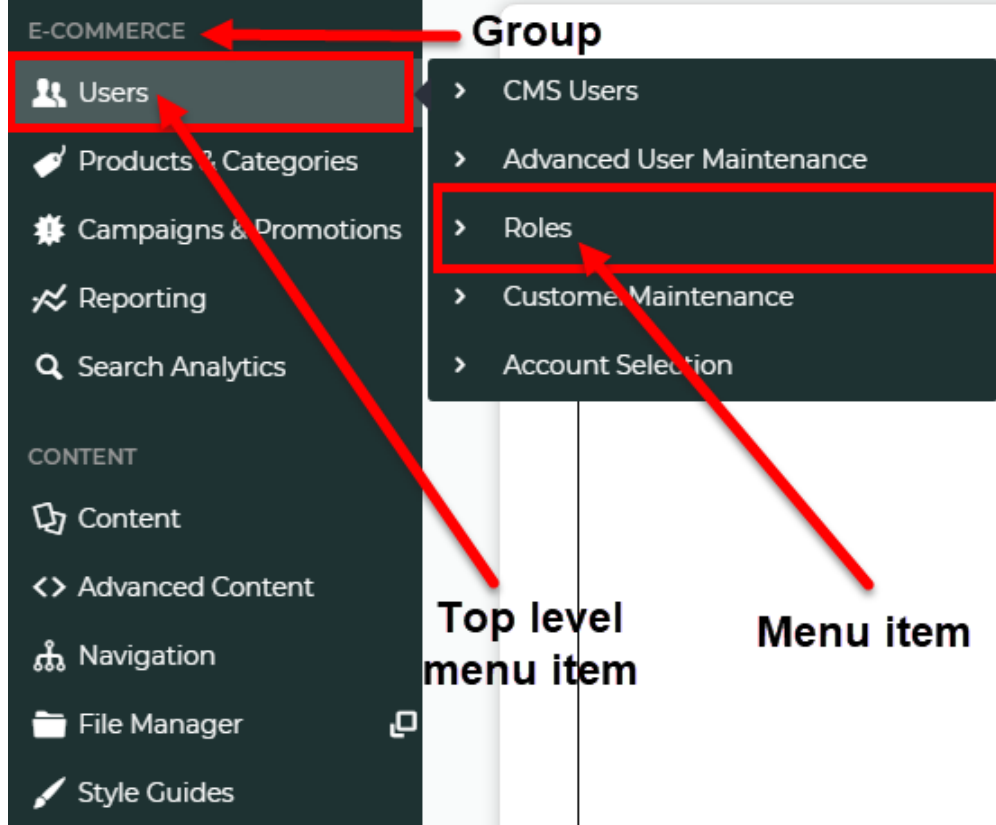 E-COMMERCE
Group
Users
CMS Users
Products & Categories
Advanced User Maintenance
Campaigns & Promotions
Roles
Reporting
Customer Maintenance
Search Analytics
Account Selection
CONTENT
Content
Advanced Content
Navigation
File Manager
Style Guides
Top level
menu item
Menu item